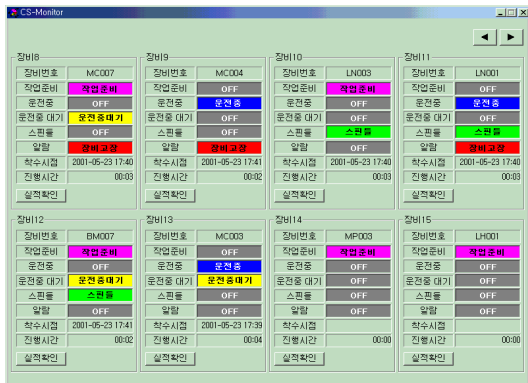 CS-Monitor
장비8 장비9 장비10 장비11
장비번호 MC007 장비번호 MC004 장비번호 LN003 장비번호 LN001
작업준비 작업준비 작업준비 OFF 작업준비 작업준비 작업준비 OFF
운전중 OFF 운전중 운전중 운전중 OFF 운전중 운전중
운전중 대기 운전중대기 운전중 대기 OFF 운전중 대기 OFF 운전중 대기 OFF
스핀들 OFF 스핀들 OFF 스핀들 스핀들 스핀들 스핀들
알람 장비고장 알람 장비고장 알람 OFF 알람 장비고장
착수시점 2001-05-23 17:40 착수시점 2001-05-23 17:41 착수시점 2001-05-23 17:40 착수시점 2001-05-23 17:40
진행시간 00:03 진행시간 00:02 진행시간 00:03 진행시간 00:03
실적확인 실적확인 실적확인 실적확인
장비12 장비13 장비14 장비15
장비번호 BM007 장비번호 MC003 장비번호 MP003 장비번호 LH001
작업준비 작업준비 작업준비 OFF 작업준비 작업준비 작업준비 작업준비
운전중 OFF 운전중 운전중 운전중 OFF 운전중 OFF
운전중 대기 운전중대기 운전중 대기 운전중대기 운전중 대기 OFF 운전중 대기 OFF
스핀들 스핀들 스핀들 OFF 스핀들 OFF 스핀들 OFF
알람 OFF 알람 OFF 알람 OFF 알람 OFF
착수시점 2001-05-23 17:41 착수시점 2001-05-23 17:39 착수시점 착수시점
진행시간 00:02 진행시간 00:04 진행시간 00:00 진행시간 00:00
실적확인 실적확인 실적확인 실적확인